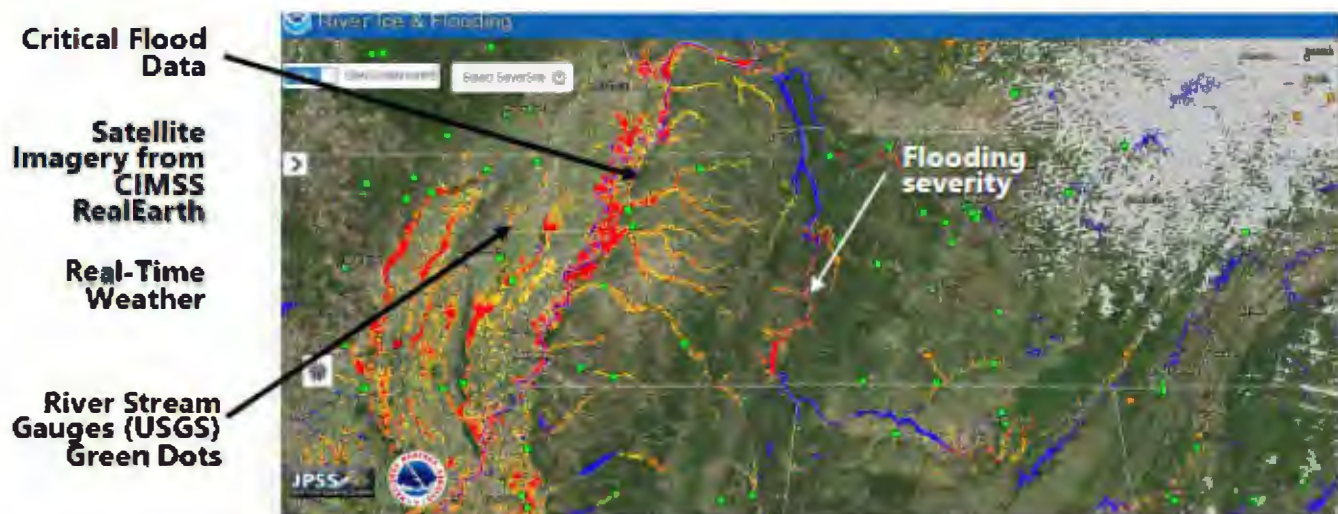 River Ice & Flooding
Critical Flood
Data
Satellite
Imagery from
CIMSS
RealEarth
Real-Time
Weather
River Stream
Gauges (USGS)
Green Dots
Flooding
severity
JPSS